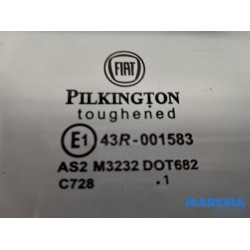 FIAT
PILKINGTON
toughened
E1 43R-001583
AS2 M3232 DOT682
C728 .1
MARESIA